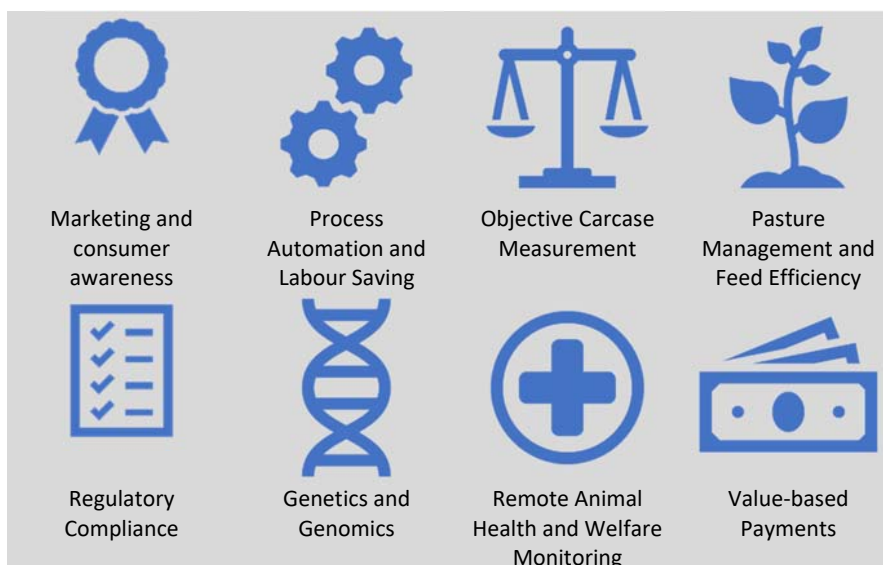 Marketing and
consumer
awareness
Process
Automation and
Labour Saving
Objective Carcase
Measurement
Pasture
Management and
Feed Efficiency
Regulatory
Compliance
Genetics and
Genomics
Remote Animal
Health and Welfare
Monitoring
Value-based
Payments